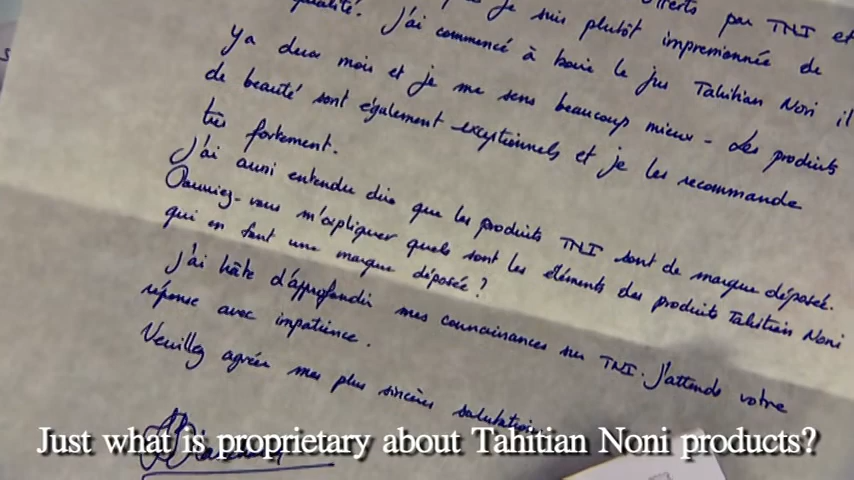 offerts par TNI et
qualité. je suis plutôt impressionnée de
J'ai commencé à boire le jus Tahitian Noni il
ya deux mois et je me sens beaucoup mieux - Les produits
de beauté sont également exceptionnels et je les recommande
très fortement.
J'ai aussi entendu dire que les produits TNI sont de marque déposée.
Pourriez-vous m'expliquer quels sont les éléments des produits Tahitian Noni
qui en font une marque déposée?
J'ai hâte d'approfondir mes connaissances sur TNI. J'attends votre
réponse avec impatience.
Veuillez agréer mes plus sincères salutations
Just what is proprietary about Tahitian Noni products?